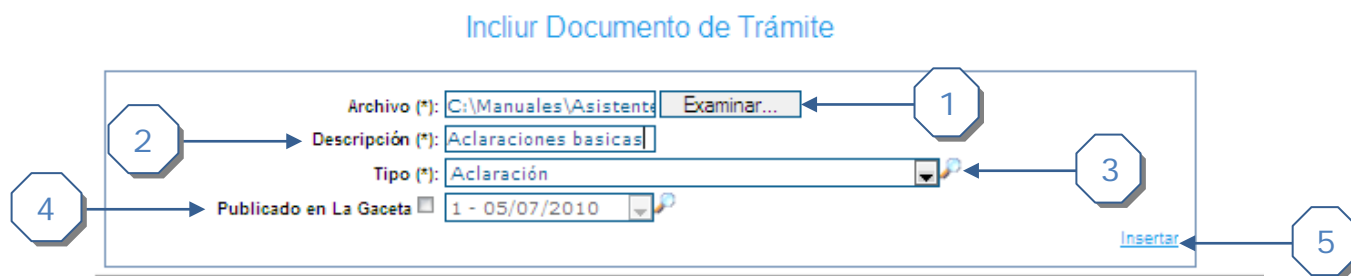 Incliur Documento de Trámite
Archivo (*): C:\Manuales\Asistente Examinar... 1
2 Descripción (*): Aclaraciones basicas
Tipo (*): Aclaración 3
4 Publicado en La Gaceta 1 - 05/07/2010
Insertar 5